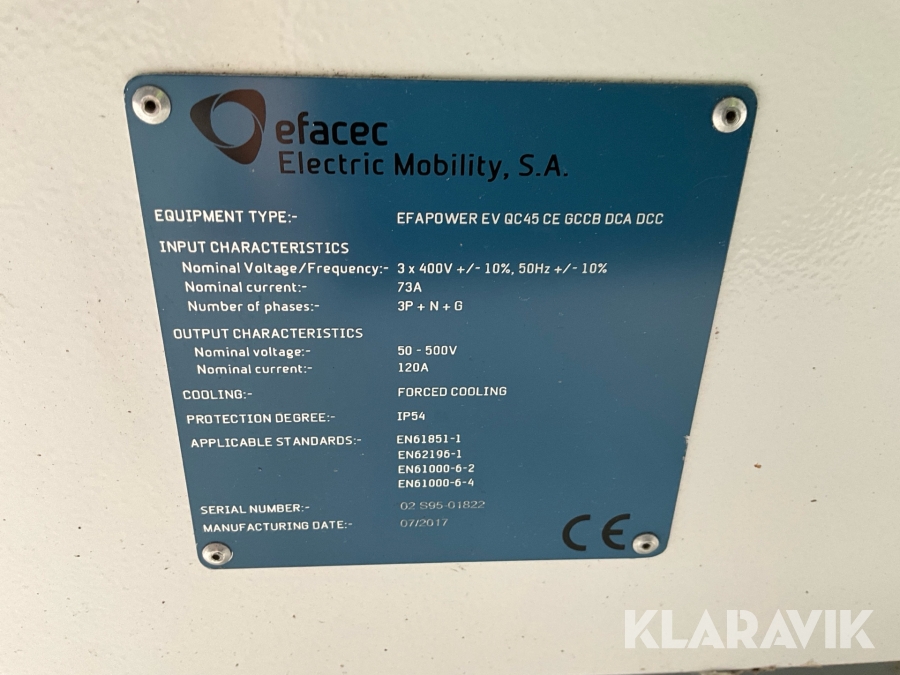 efacec
Electric Mobility, S.A.
EQUIPMENT TYPE:- EFAPOWER EV QC45 CE GCCB DCA DCC
INPUT CHARACTERISTICS
Nominal Voltage/Frequency:- 3 x 400V +/- 10%, 50Hz +/- 10%
Nominal current:- 73A
Number of phases:- 3P + N + G
OUTPUT CHARACTERISTICS
Nominal voltage:- 50 - 500V
Nominal current:- 120A
COOLING:- FORCED COOLING
PROTECTION DEGREE:- IP54
APPLICABLE STANDARDS:- EN61851-1
EN62196-1
EN61000-6-2
EN61000-6-4
SERIAL NUMBER:- 02 S95-01822
MANUFACTURING DATE:- 07/2017
CE
KLARAVIK